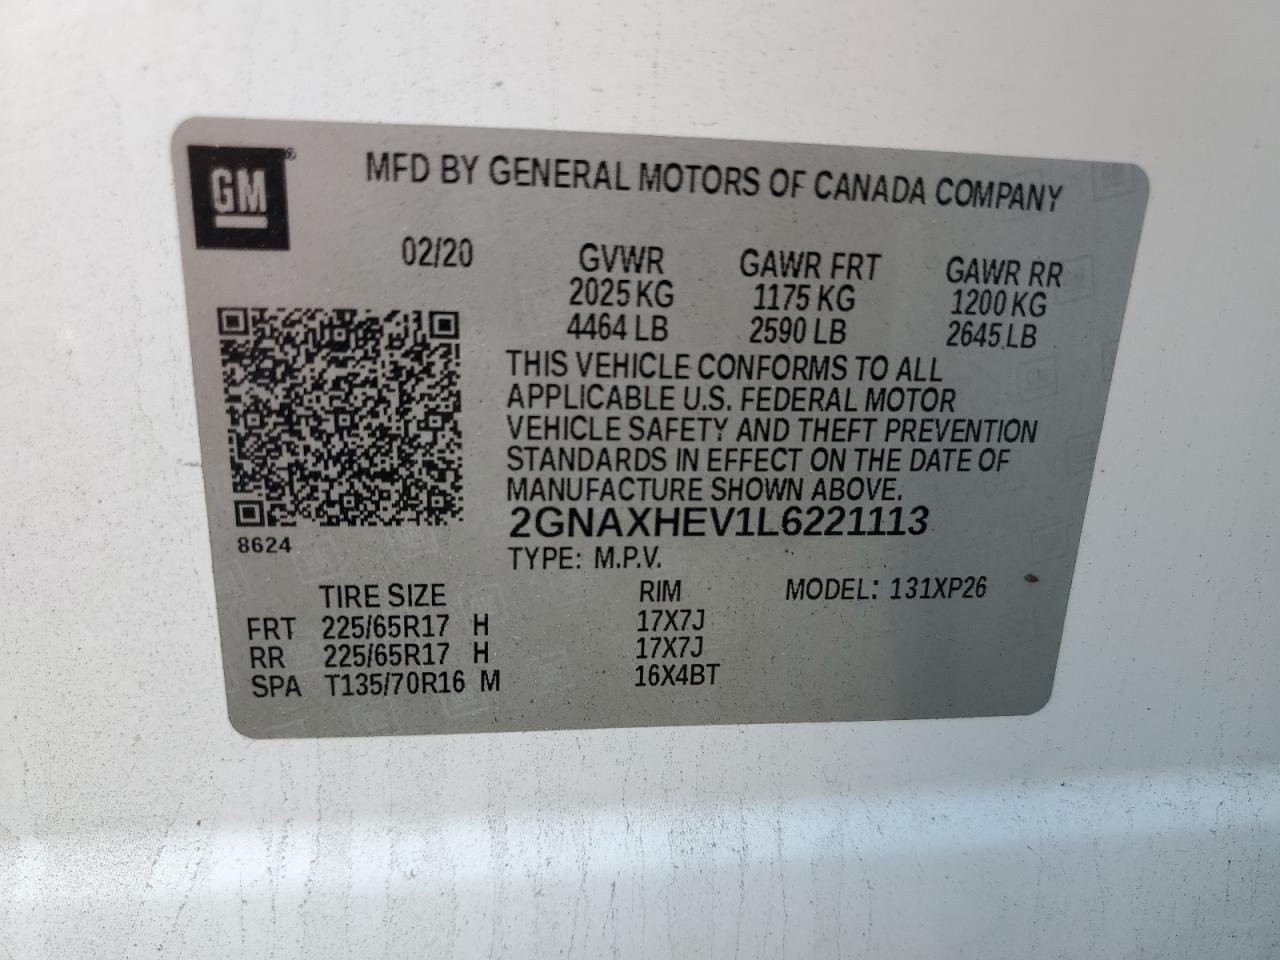 GM®
MFD BY GENERAL MOTORS OF CANADA COMPANY
02/20 GVWR GAWR FRT GAWR RR
2025 KG 1175 KG 1200 KG
4464 LB 2590 LB 2645 LB
THIS VEHICLE CONFORMS TO ALL
APPLICABLE U.S. FEDERAL MOTOR
VEHICLE SAFETY AND THEFT PREVENTION
STANDARDS IN EFFECT ON THE DATE OF
MANUFACTURE SHOWN ABOVE.
2GNAXHEV1L6221113
8624
TYPE: M.P.V.
TIRE SIZE RIM MODEL: 131XP26
FRT 225/65R17 H 17X7J
RR 225/65R17 H 17X7J
SPA T135/70R16 M 16X4BT